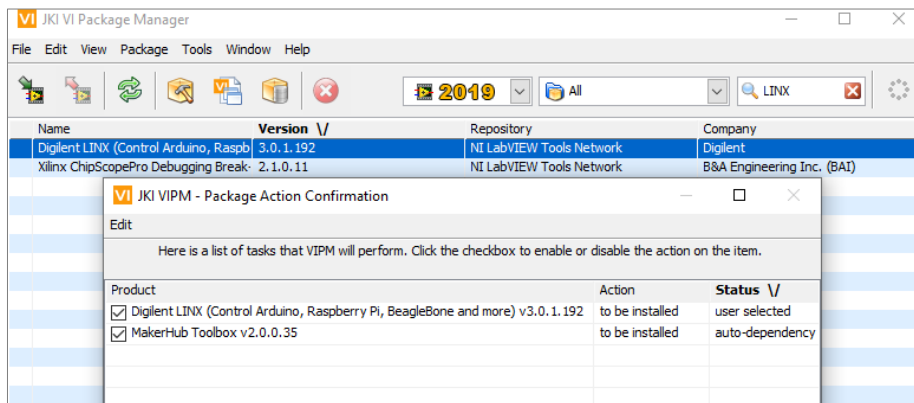 VI JKI VI Package Manager
File Edit View Package Tools Window Help
2019 All LINX
Name Version \/ Repository Company
Digilent LINX (Control Arduino, Raspb 3.0.1.192 NI LabVIEW Tools Network Digilent
Xilinx ChipScopePro Debugging Break- 2.1.0.11 NI LabVIEW Tools Network B&A Engineering Inc. (BAI)
VI JKI VIPM - Package Action Confirmation
Edit
Here is a list of tasks that VIPM will perform. Click the checkbox to enable or disable the action on the item.
Product Action Status \/
Digilent LINX (Control Arduino, Raspberry Pi, BeagleBone and more) v3.0.1.192 to be installed user selected
MakerHub Toolbox v2.0.0.35 to be installed auto-dependency